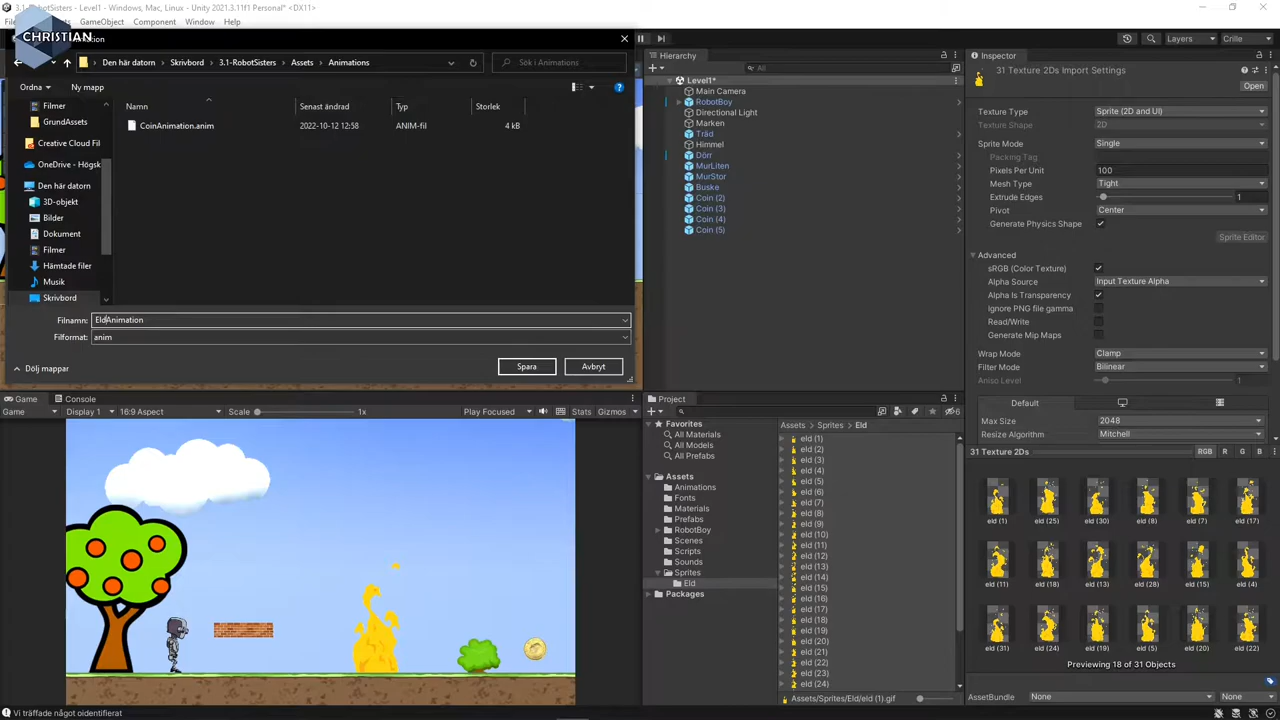 3.1-RobotSisters - Level1 - Windows, Mac, Linux - Unity 2021.3.11f1 Personal* <DX11>
GameObject Component Window Help
CHRISTIAN
Layers Crille
Den här datorn > Skrivbord > 3.1-RobotSisters > Assets > Animations
Sök i Animations
Ordna Ny mapp
Filmer
GrundAssets
Creative Cloud Fil
OneDrive - Högsk
Den här datorn
3D-objekt
Bilder
Dokument
Filmer
Hämtade filer
Musik
Skrivbord
Namn Senast ändrad Typ Storlek
CoinAnimation.anim 2022-10-12 12:58 ANIM-fil 4 kB
Filnamn: EldAnimation
Filformat: anim
Dölj mappar Spara Avbryt
Hierarchy
All
Level1*
Main Camera
RobotBoy
Directional Light
Marken
Träd
Himmel
Dörr
MurLiten
MurStor
Buske
Coin (2)
Coin (3)
Coin (4)
Coin (5)
Inspector
31 Texture 2Ds Import Settings
Open
Texture Type Sprite (2D and UI)
Texture Shape 2D
Sprite Mode Single
Packing Tag
Pixels Per Unit 100
Mesh Type Tight
Extrude Edges 1
Pivot Center
Generate Physics Shape
Sprite Editor
Advanced
sRGB (Color Texture)
Alpha Source Input Texture Alpha
Alpha Is Transparency
Ignore PNG file gamma
Read/Write
Generate Mip Maps
Wrap Mode Clamp
Filter Mode Bilinear
Aniso Level 1
Default
Max Size 2048
Resize Algorithm Mitchell
31 Texture 2Ds RGB R G B
eld (1) eld (25) eld (30) eld (8) eld (7) eld (17)
eld (11) eld (18) eld (13) eld (28) eld (15) eld (4)
eld (31) eld (24) eld (19) eld (5) eld (20) eld (22)
Previewing 18 of 31 Objects
AssetBundle None None
Game Console
Game Display 1 16:9 Aspect Scale 1x Play Focused Stats Gizmos
Project
6
Favorites
All Materials
All Models
All Prefabs
Assets
Animations
Fonts
Materials
Prefabs
RobotBoy
Scenes
Scripts
Sounds
Sprites
Eld
Packages
Assets > Sprites > Eld
eld (1)
eld (2)
eld (3)
eld (4)
eld (5)
eld (6)
eld (7)
eld (8)
eld (9)
eld (10)
eld (11)
eld (12)
eld (13)
eld (14)
eld (15)
eld (16)
eld (17)
eld (18)
eld (19)
eld (20)
eld (21)
eld (22)
eld (23)
eld (24)
Assets/Sprites/Eld/eld (1).gif
Vi träffade något oidentifierat